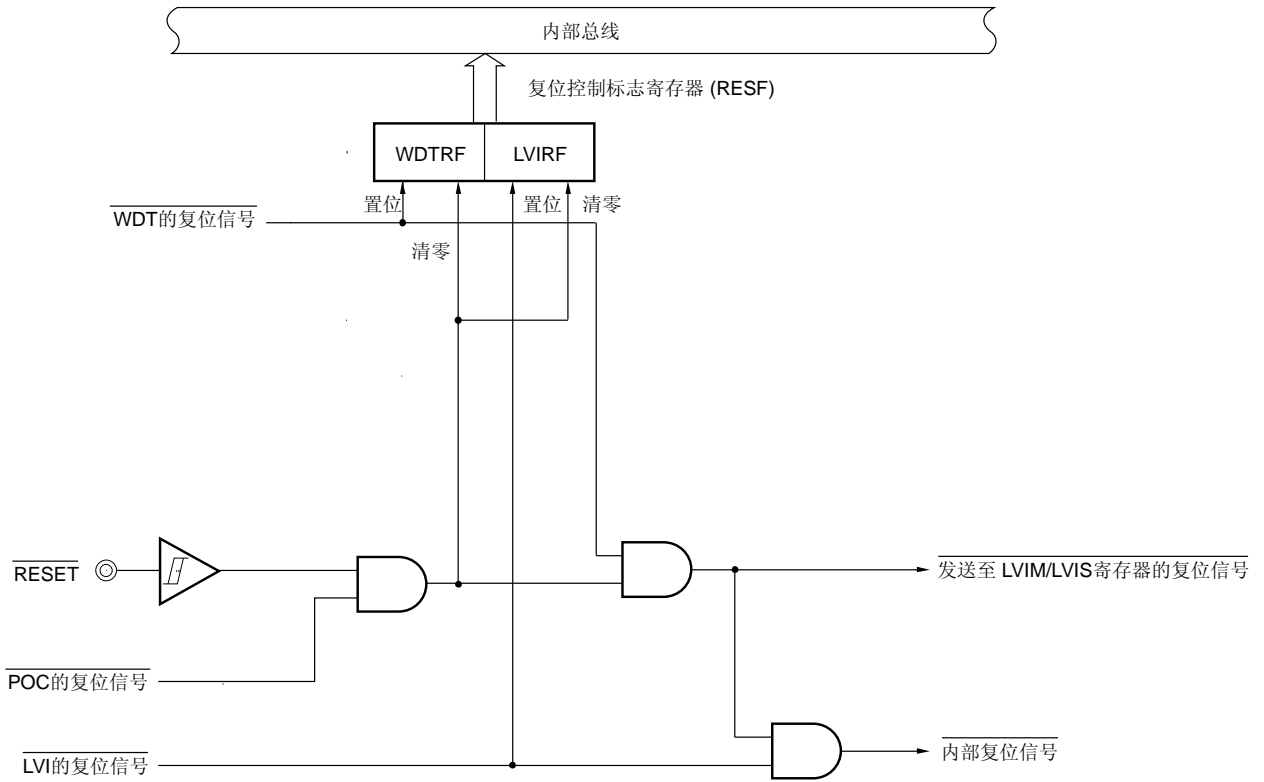 内部总线
复位控制标志寄存器 (RESF)
WDTRF
LVIRF
WDT的复位信号
置位
置位
清零
清零
RESET
发送至 LVIM/LVIS寄存器的复位信号
POC的复位信号
内部复位信号
LVI的复位信号